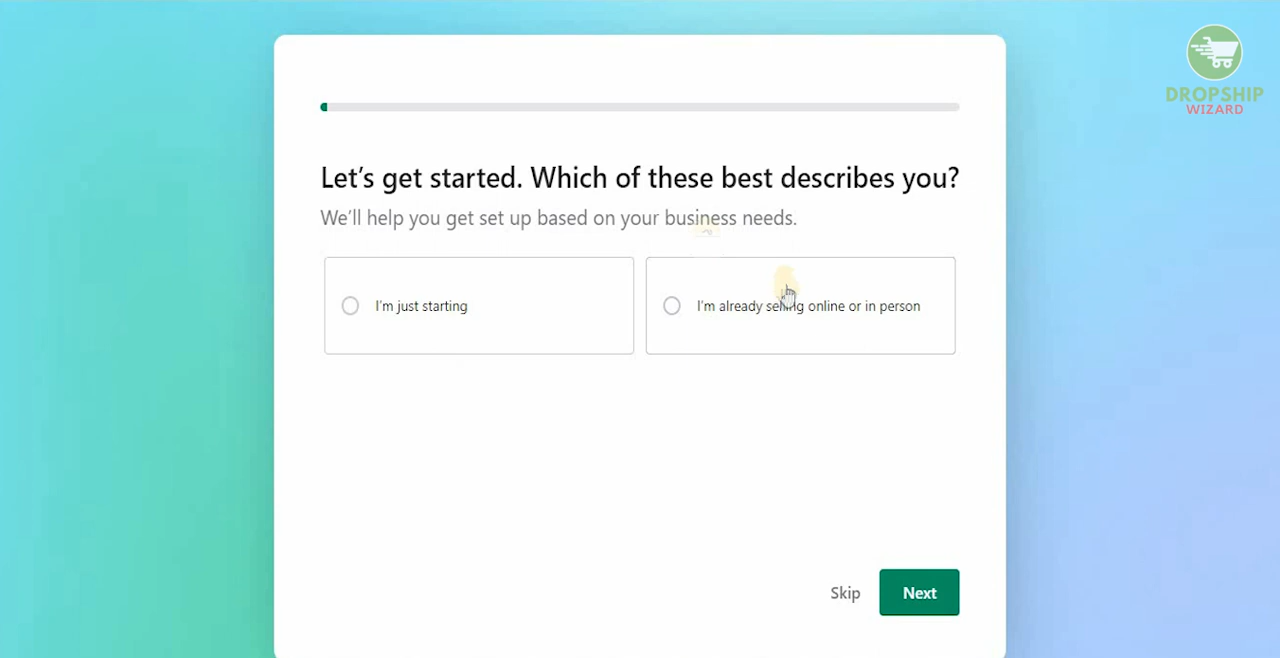 DROPSHIP
WIZARD
Let's get started. Which of these best describes you?
We'll help you get set up based on your business needs.
I'm just starting
I'm already selling online or in person
Skip
Next